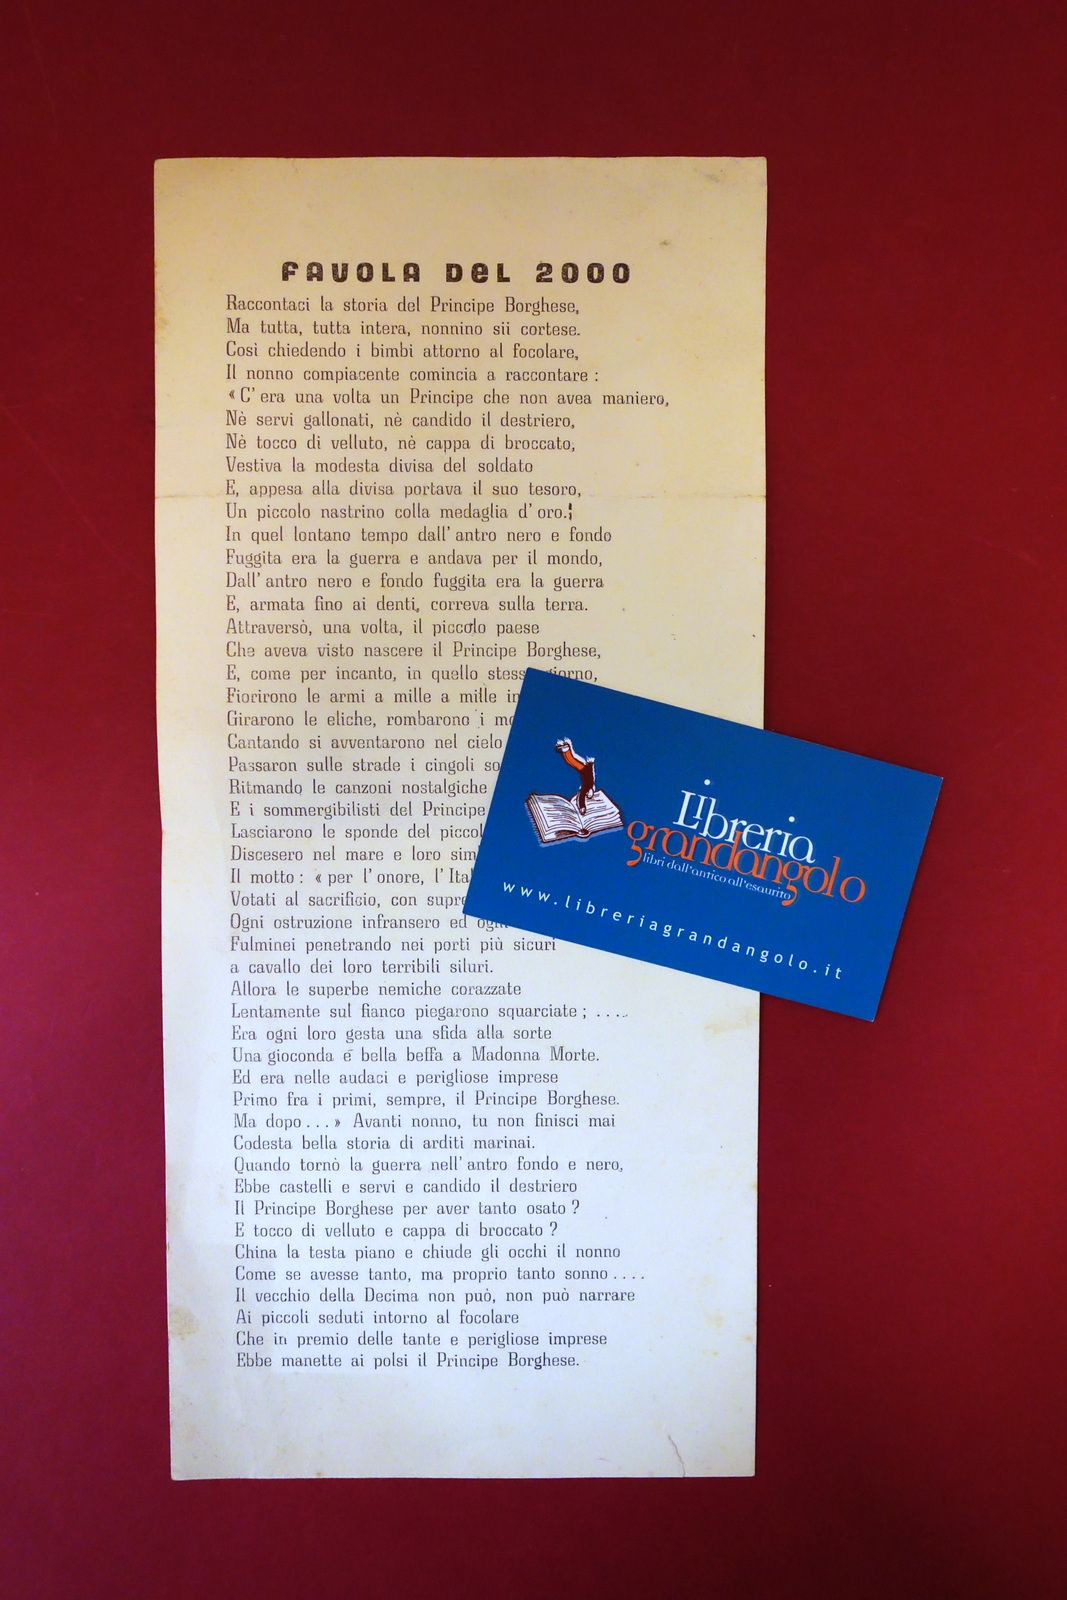 FAVOLA DEL 2000
Raccontaci la storia del Principe Borghese,
Ma tutta, tutta intera, nonnino sii cortese.
Così chiedendo i bimbi attorno al focolare,
Il nonno compiacente comincia a raccontare :
« C' era una volta un Principe che non avea maniero,
Nè servi gallonati, nè candido il destriero,
Nè tocco di velluto, nè cappa di broccato,
Vestiva la modesta divisa del soldato
E, appesa alla divisa portava il suo tesoro,
Un piccolo nastrino colla medaglia d' oro.
In quel lontano tempo dall' antro nero e fondo
Fuggita era la guerra e andava per il mondo,
Dall' antro nero e fondo fuggita era la guerra
E, armata fino ai denti, correva sulla terra.
Attraversò, una volta, il piccolo paese
Che aveva visto nascere il Principe Borghese,
E, come per incanto, in quello stess giorno,
Fiorirono le armi a mille a mille
Girarono le eliche, rombarono i
Cantando si avventarono nel cielo
Passaron sulle strade i cingoli
Ritmando le canzoni nostalgiche
E i sommergibilisti del Principe
Lasciarono le sponde del
Discesero nel mare e loro
Il motto : « per l' onore, l'
Votati al sacrificio, con
Ogni ostruzione infransero ed
Fulminei penetrando nei porti più sicuri
a cavallo dei loro terribili siluri.
Allora le superbe nemiche corazzate
Lentamente sul fianco piegarono squarciate ; ....
Era ogni loro gesta una sfida alla sorte
Una gioconda e bella beffa a Madonna Morte.
Ed era nelle audaci e perigliose imprese
Primo fra i primi, sempre, il Principe Borghese.
Ma dopo . . . » Avanti nonno, tu non finisci mai
Codesta bella storia di arditi marinai.
Quando tornò la guerra nell' antro fondo e nero,
Ebbe castelli e servi e candido il destriero
Il Principe Borghese per aver tanto osato ?
E tocco di velluto e cappa di broccato ?
China la testa piano e chiude gli occhi il nonno
Come se avesse tanto, ma proprio tanto sonno . . . .
Il vecchio della Decima non può, non può narrare
Ai piccoli seduti intorno al focolare
Che in premio delle tante e perigliose imprese
Ebbe manette ai polsi il Principe Borghese.
Libreria
grandangolo
libri dall'antico all'esaurito
www.libreriagrandangolo.it